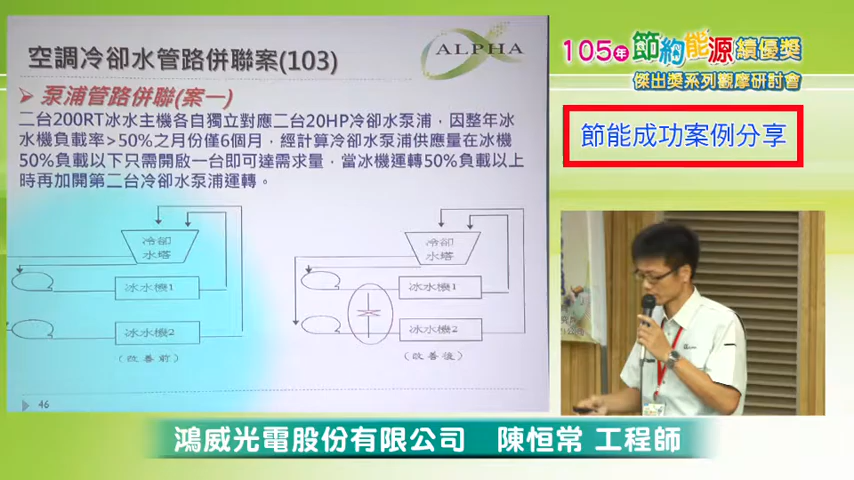 空調冷卻水管路併聯案(103)
ALPHA
泵浦管路併聯(案一)
二台200RT冰水主機各自獨立對應二台20HP冷卻水泵浦，因整年冰
水機負載率>50%之月份僅6個月，經計算冷卻水泵浦供應量在冰機
50%負載以下只需開啟一台即可達需求量，當冰機運轉50%負載以上
時再加開第二台冷卻水泵浦運轉。
冷卻
水塔
冰水機1
冰水機2
(改善前)
冷卻
水塔
冰水機1
冰水機2
(改善後)
46
105年節約能源績優獎
傑出獎系列觀摩研討會
節能成功案例分享
鴻威光電股份有限公司 陳恒常 工程師